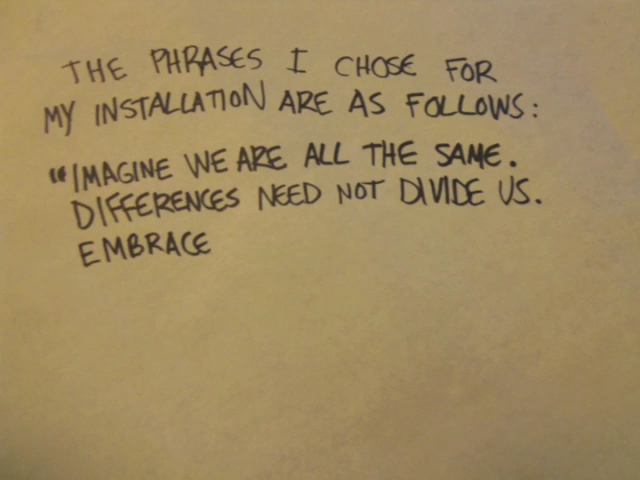 THE PHRASES I CHOSE FOR
MY INSTALLATION ARE AS FOLLOWS:
"IMAGINE WE ARE ALL THE SAME.
DIFFERENCES NEED NOT DIVIDE US.
EMBRACE